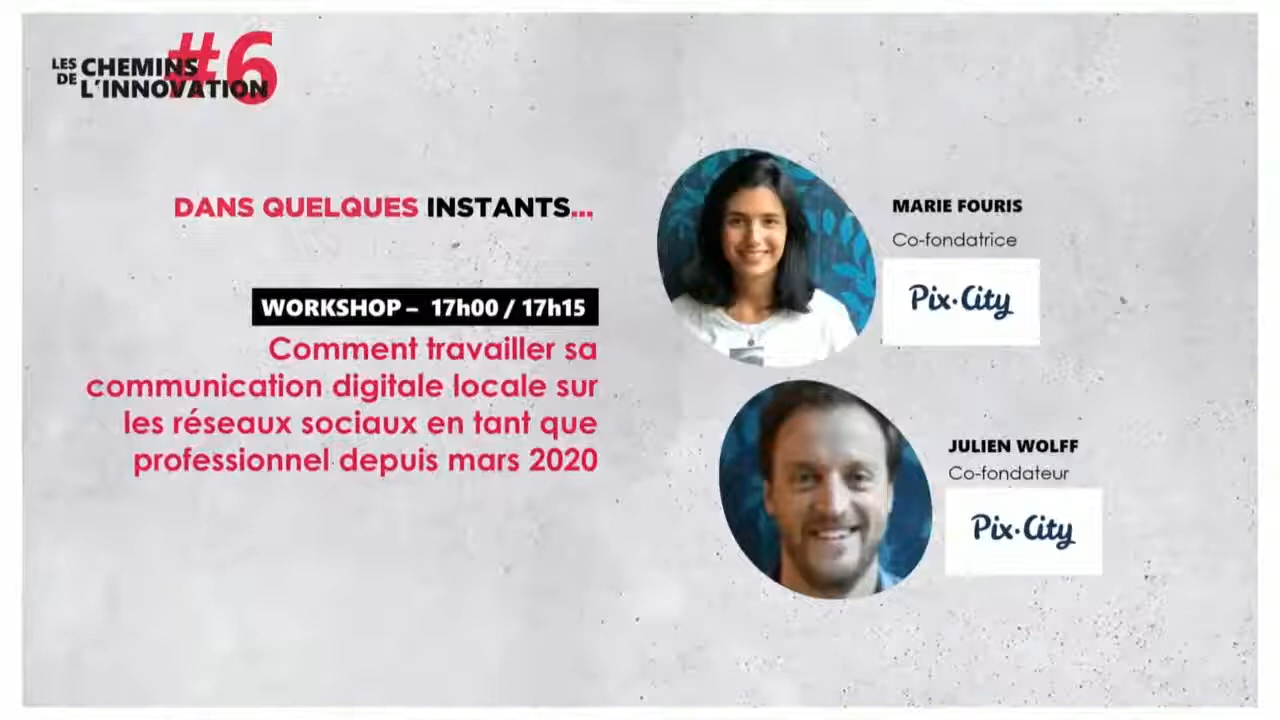 LES CHEMINS #6
DE L'INNOVATION
DANS QUELQUES INSTANTS...
WORKSHOP – 17h00 / 17h15
Comment travailler sa
communication digitale locale sur
les réseaux sociaux en tant que
professionnel depuis mars 2020
MARIE FOURIS
Co-fondatrice
Pix·City
JULIEN WOLFF
Co-fondateur
Pix·City